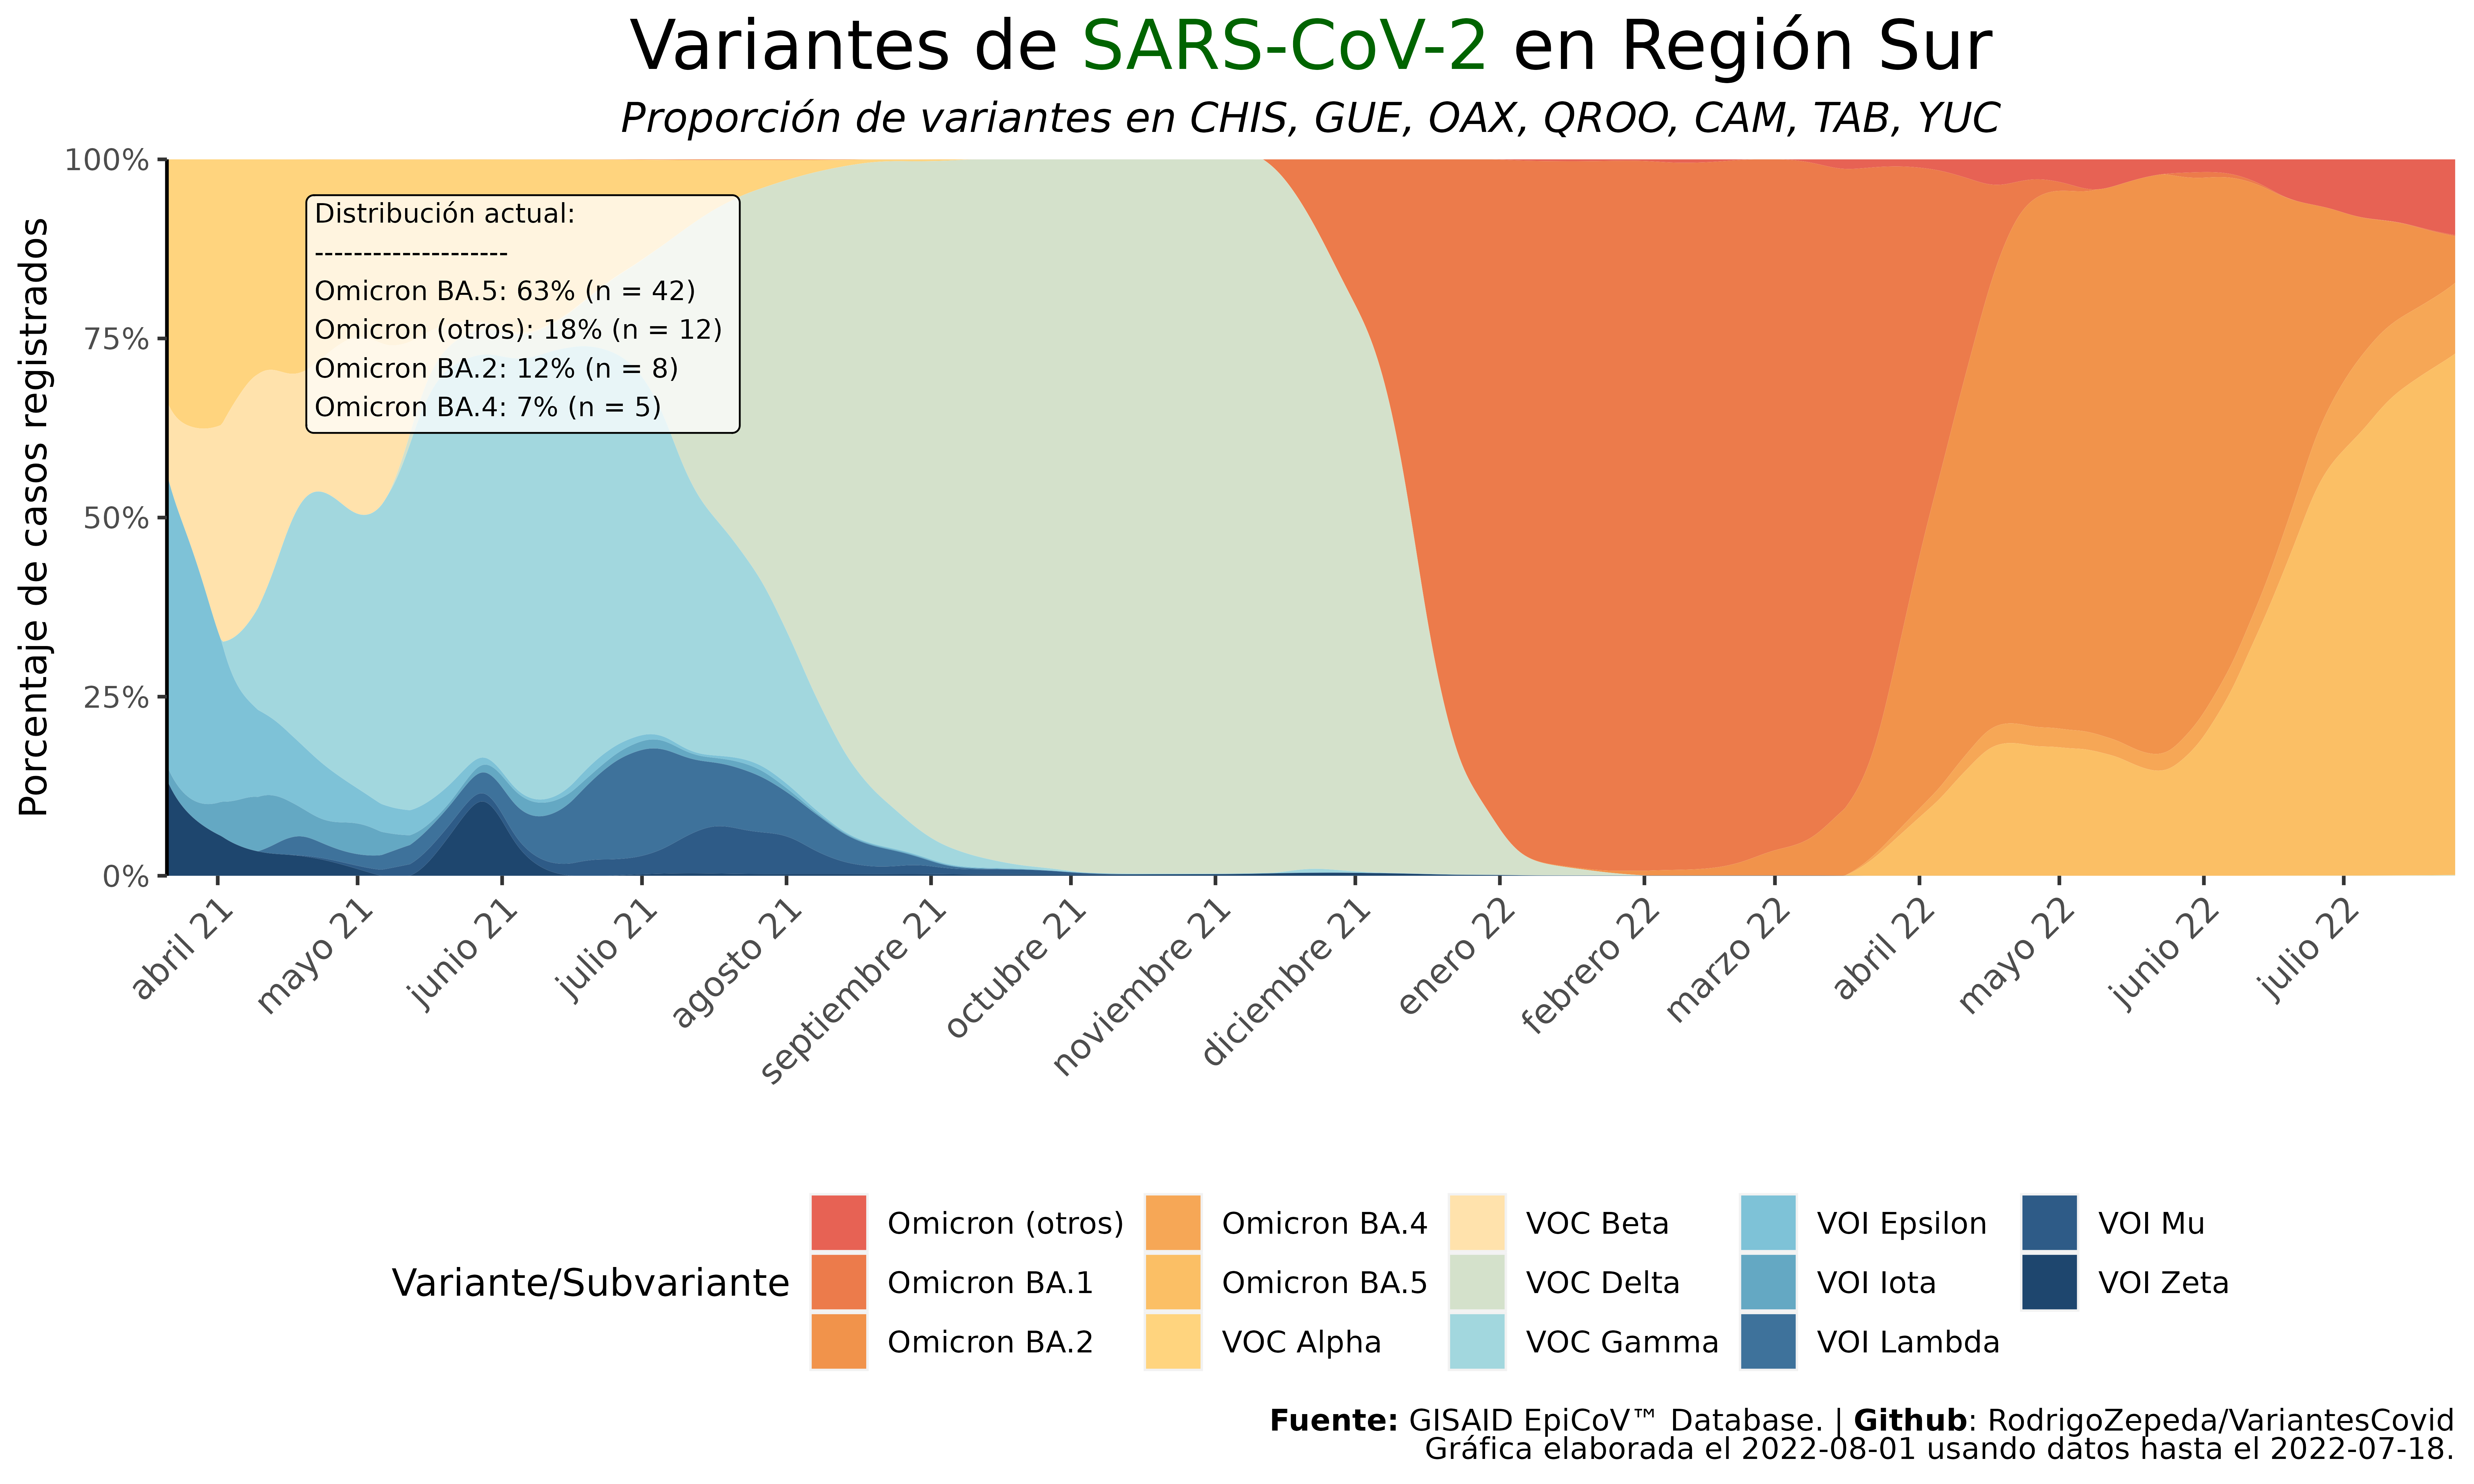 Variantes de SARS-CoV-2 en Región Sur
Proporción de variantes en CHIS, GUE, OAX, QROO, CAM, TAB, YUC
Porcentaje de casos registrados
100%
75%
50%
25%
0%
Distribución actual:
--------------------
Omicron BA.5: 63% (n = 42)
Omicron (otros): 18% (n = 12)
Omicron BA.2: 12% (n = 8)
Omicron BA.4: 7% (n = 5)
abril 21
mayo 21
junio 21
julio 21
agosto 21
septiembre 21
octubre 21
noviembre 21
diciembre 21
enero 22
febrero 22
marzo 22
abril 22
mayo 22
junio 22
julio 22
Variante/Subvariante
Omicron (otros)
Omicron BA.1
Omicron BA.2
Omicron BA.4
Omicron BA.5
VOC Alpha
VOC Beta
VOC Delta
VOC Gamma
VOI Epsilon
VOI Iota
VOI Lambda
VOI Mu
VOI Zeta
Fuente: GISAID EpiCoV™ Database. | Github: RodrigoZepeda/VariantesCovid
Gráfica elaborada el 2022-08-01 usando datos hasta el 2022-07-18.